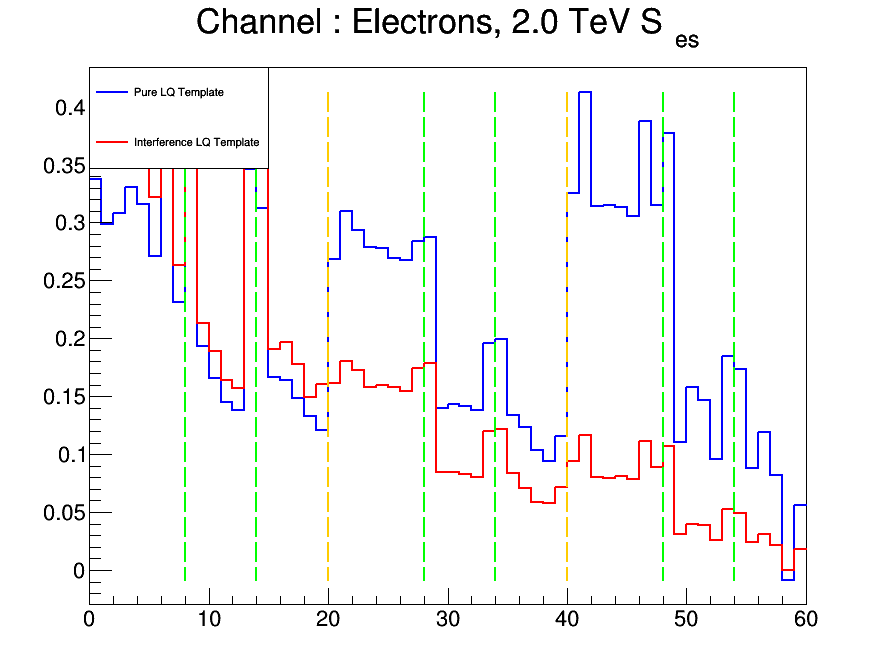 Channel : Electrons, 2.0 TeV S es
Pure LQ Template
Interference LQ Template
0.4
0.35
0.3
0.25
0.2
0.15
0.1
0.05
0
0 10 20 30 40 50 60